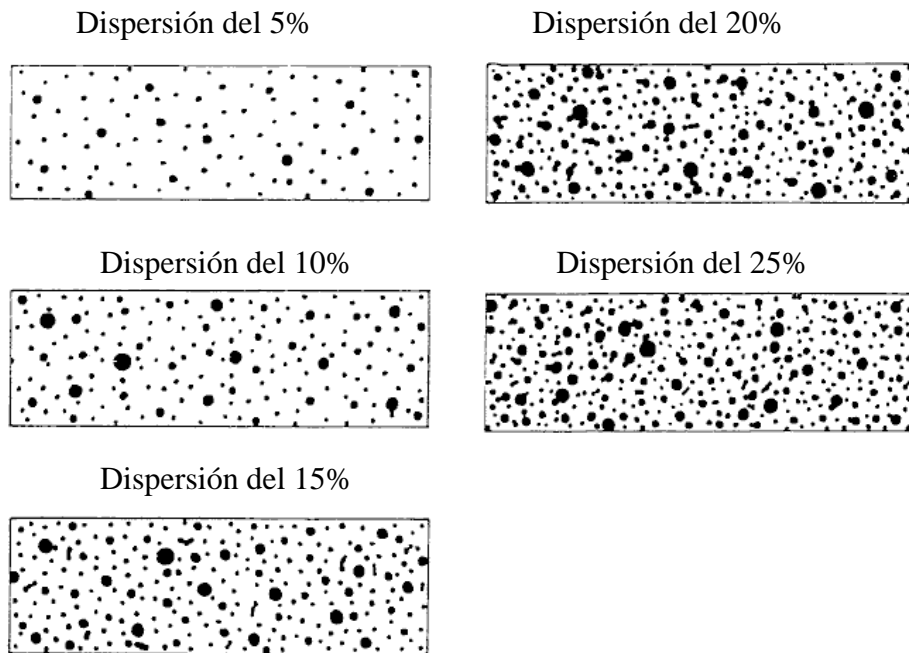 Dispersión del 5%
Dispersión del 20%
Dispersión del 10%
Dispersión del 25%
Dispersión del 15%